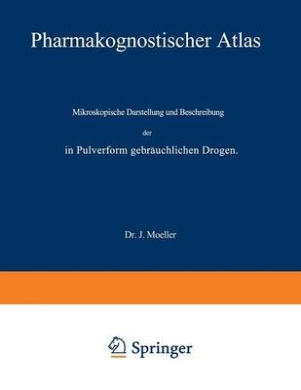 Pharmakognostischer Atlas
Mikroskopische Darstellung und Beschreibung
der
in Pulverform gebräuchlichen Drogen.
Dr. J. Moeller
Springer